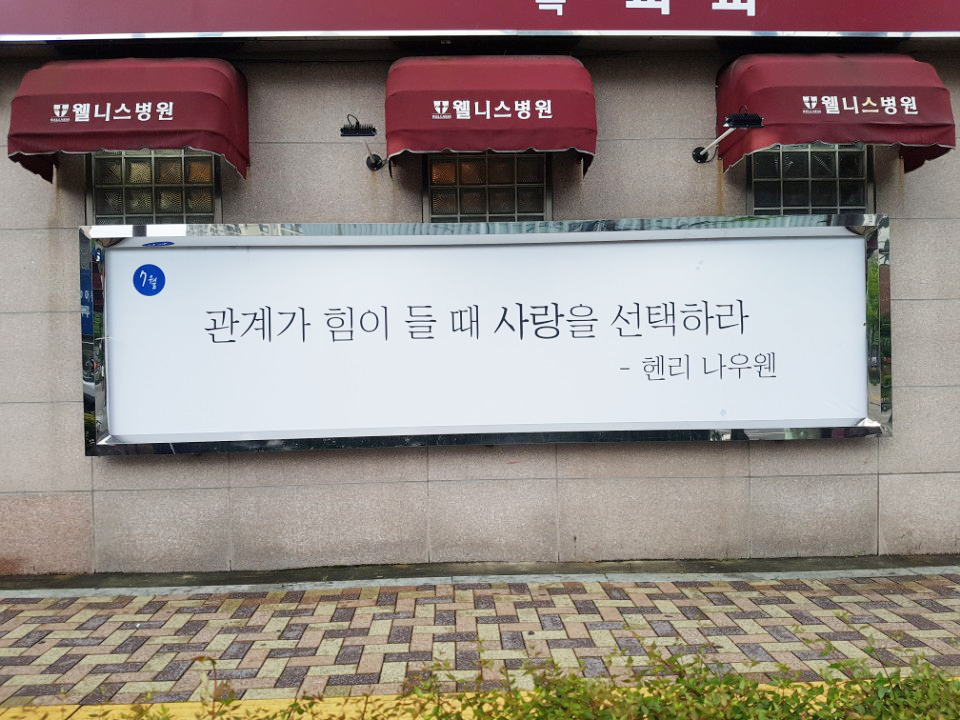 웰니스병원
웰니스병원
웰니스병원
7월
관계가 힘이 들 때 사랑을 선택하라
- 헨리 나우웬